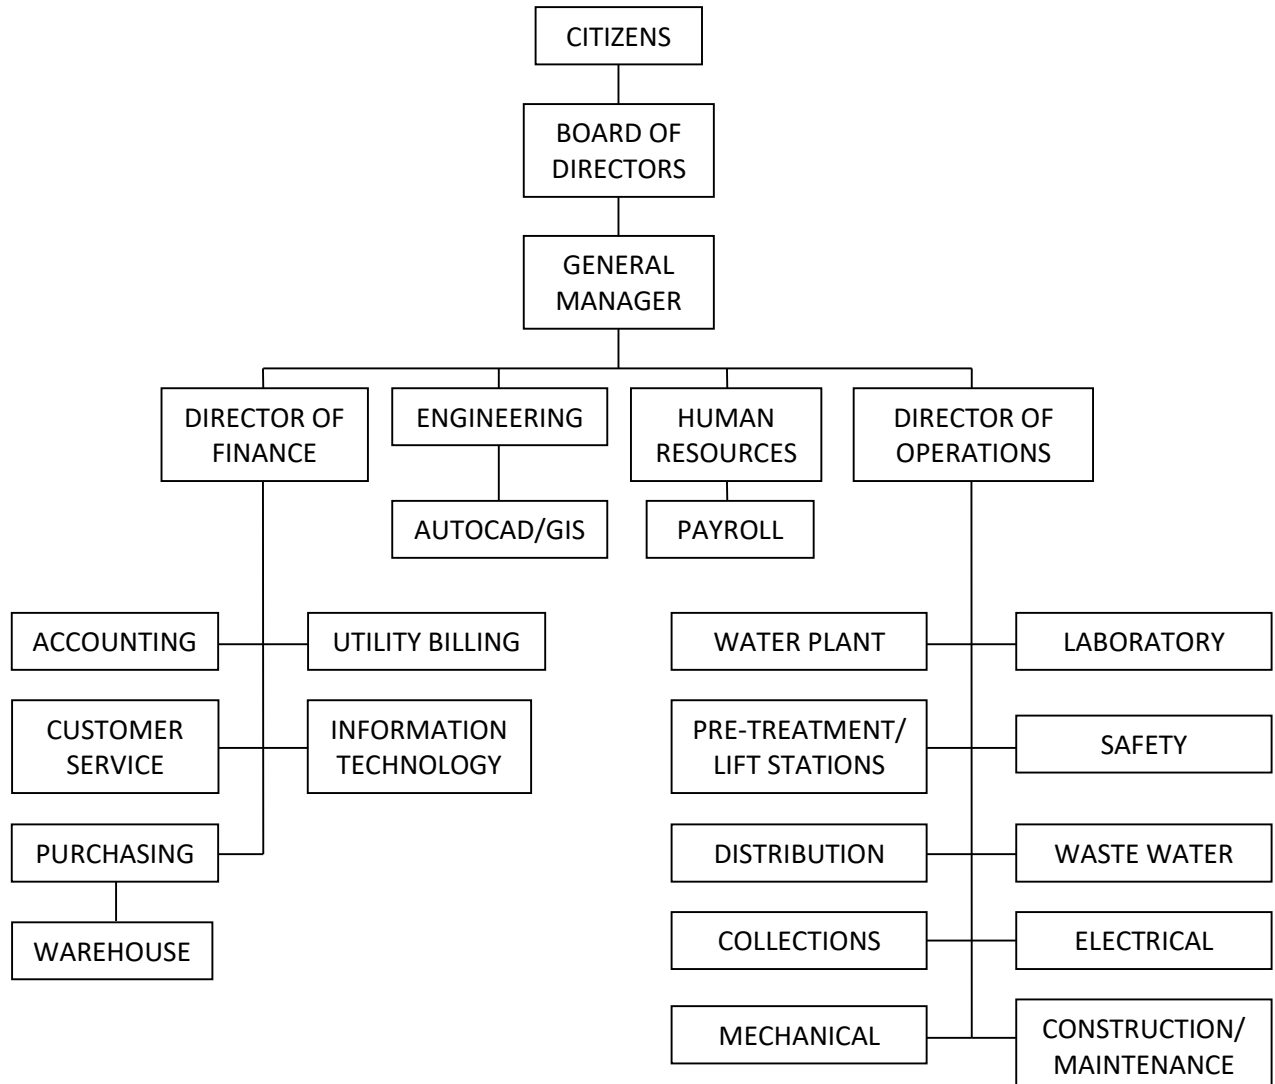 CITIZENS
BOARD OF
DIRECTORS
GENERAL
MANAGER
DIRECTOR OF
FINANCE
ENGINEERING
HUMAN
RESOURCES
DIRECTOR OF
OPERATIONS
AUTOCAD/GIS
PAYROLL
ACCOUNTING
UTILITY BILLING
CUSTOMER
SERVICE
INFORMATION
TECHNOLOGY
PURCHASING
WAREHOUSE
WATER PLANT
LABORATORY
PRE-TREATMENT/
LIFT STATIONS
SAFETY
DISTRIBUTION
WASTE WATER
COLLECTIONS
ELECTRICAL
MECHANICAL
CONSTRUCTION/
MAINTENANCE